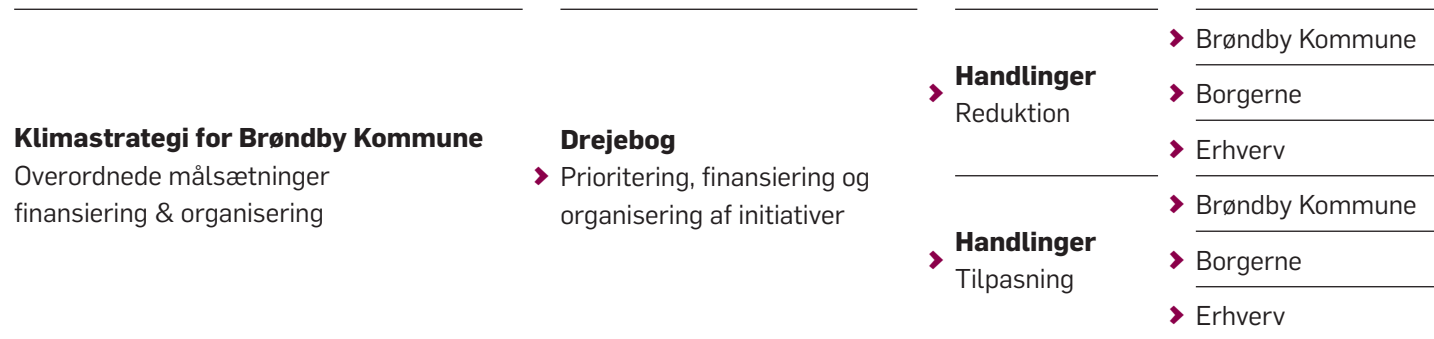 Klimastrategi for Brøndby Kommune
Overordnede målsætninger
finansiering & organisering
Drejebog
Prioritering, finansiering og
organisering af initiativer
Handlinger
Reduktion
Brøndby Kommune
Borgerne
Erhverv
Handlinger
Tilpasning
Brøndby Kommune
Borgerne
Erhverv